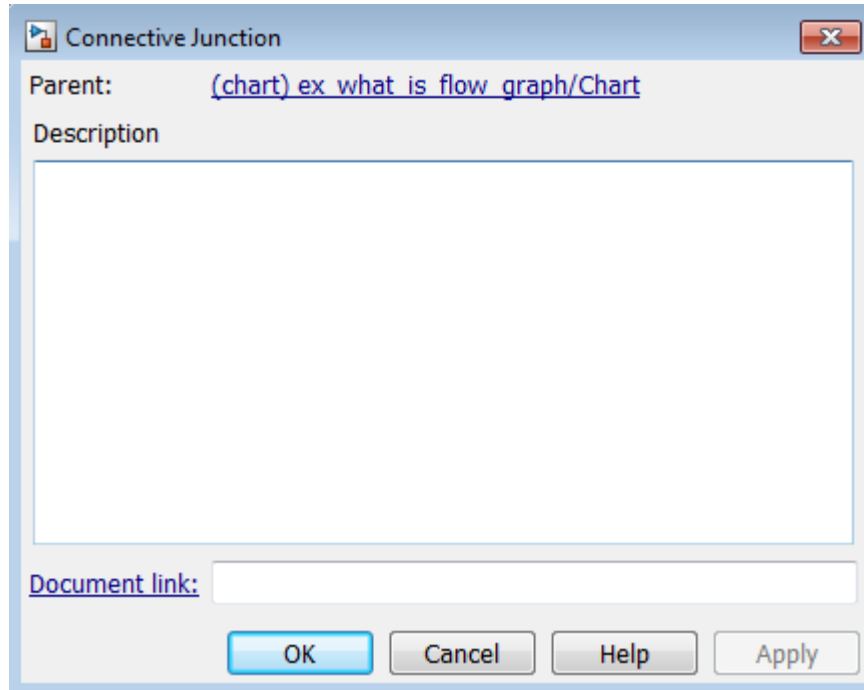 Connective Junction
Parent: (chart) ex_what_is_flow_graph/Chart
Description
Document link:
OK Cancel Help Apply